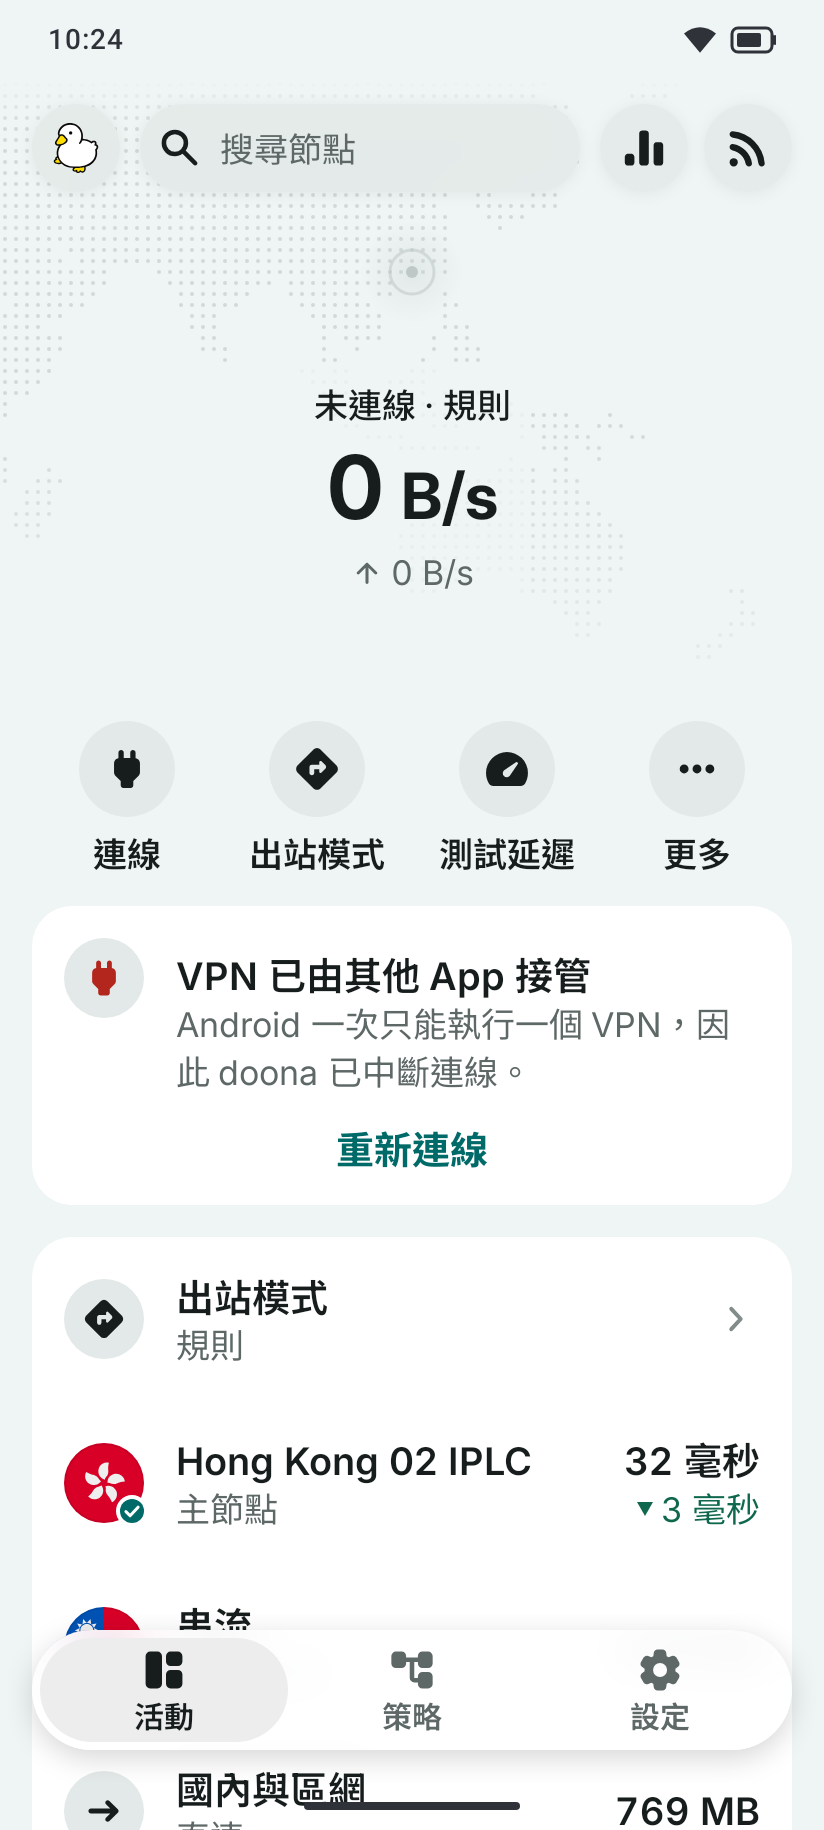 10:24
搜尋節點
未連線 · 規則
0 B/s
↑ 0 B/s
連線
出站模式
測試延遲
更多
VPN 已由其他 App 接管
Android 一次只能執行一個 VPN，因
此 doona 已中斷連線。
重新連線
出站模式
規則
Hong Kong 02 IPLC
32 毫秒
主節點
▼3 毫秒
串流
活動
策略
設定
國內與區網
769 MB
直連